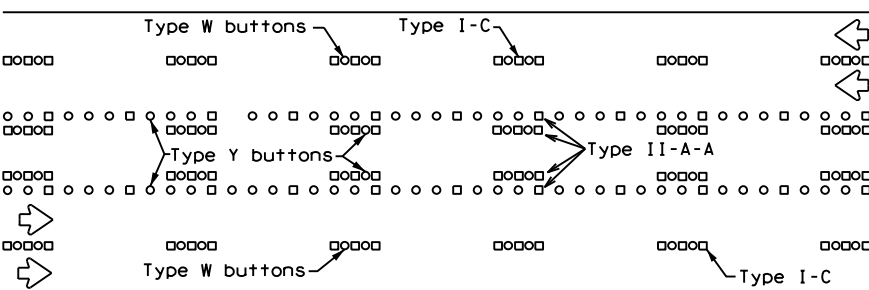 Type W buttons
Type I-C
Type Y buttons
Type II-A-A
Type W buttons
Type I-C